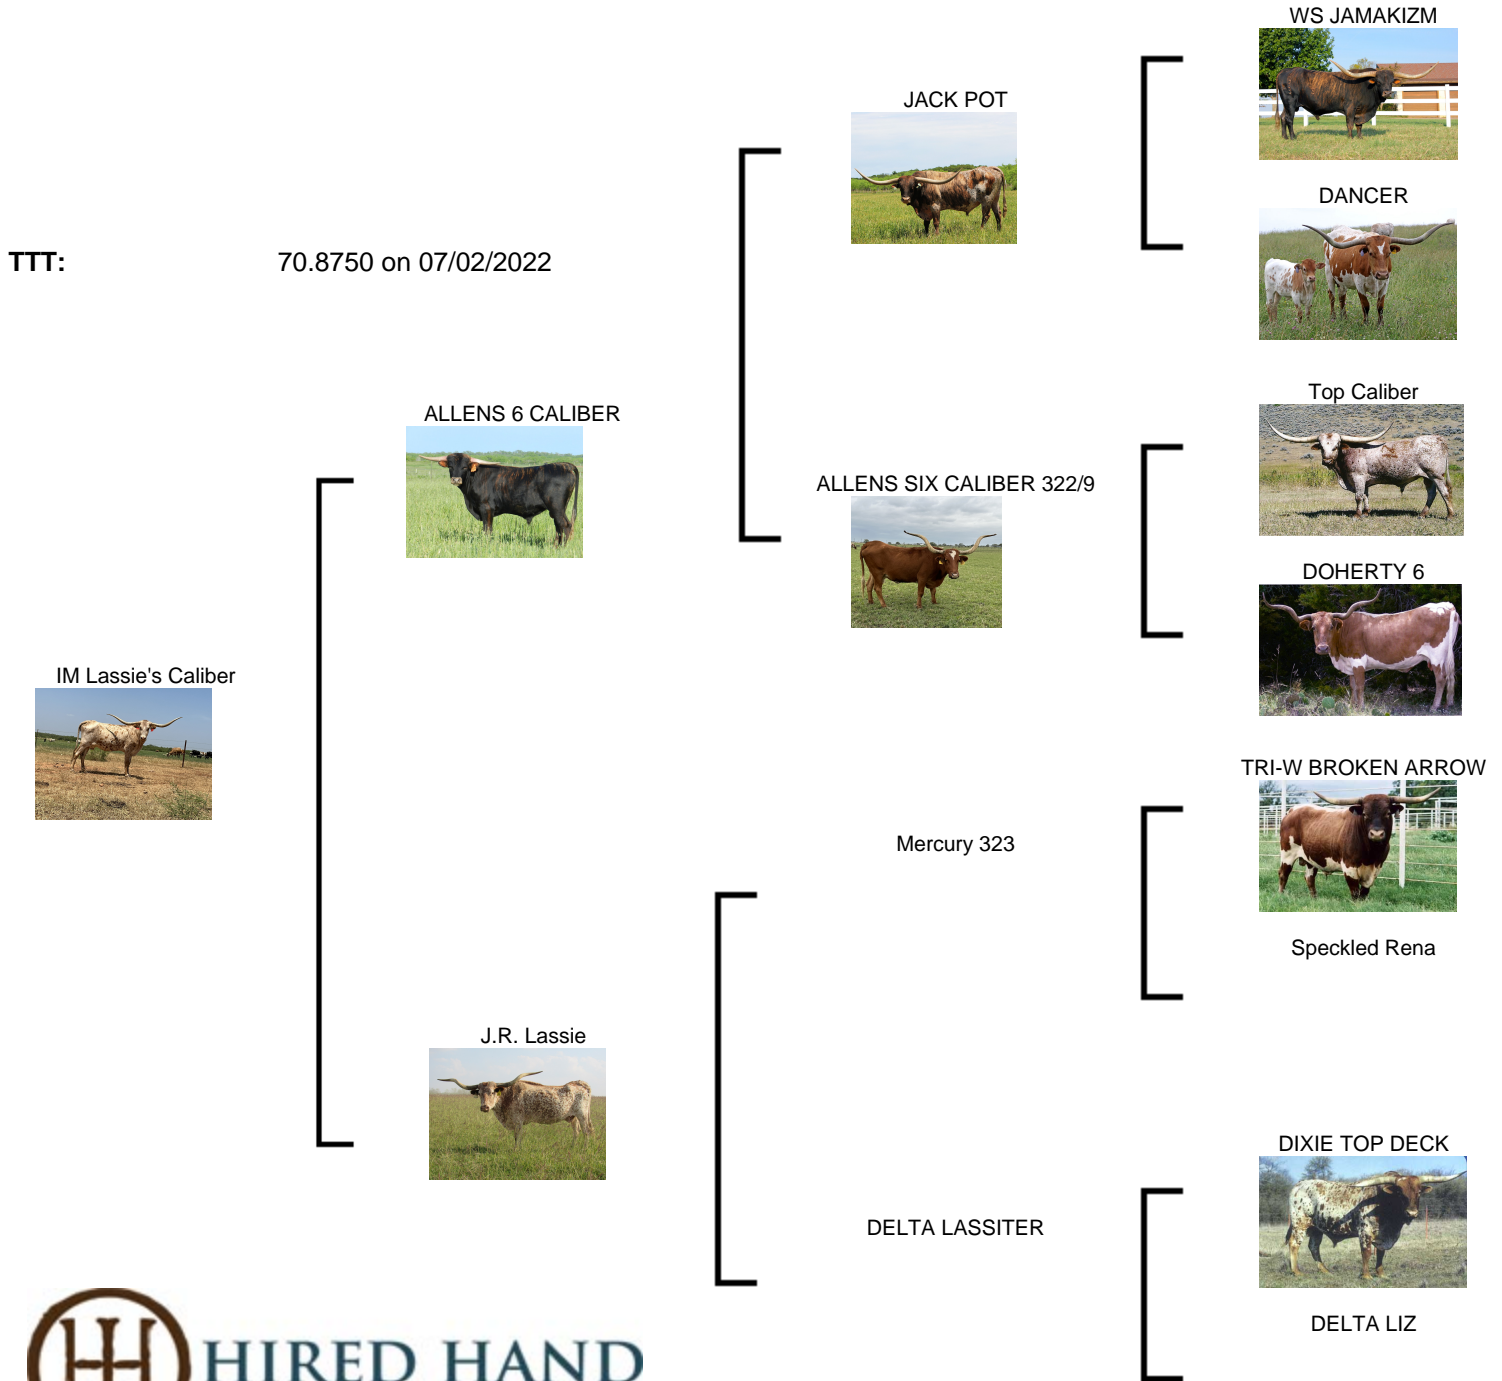 WS JAMAKIZM
JACK POT
DANCER
TTT: 70.8750 on 07/02/2022
Top Caliber
ALLENS 6 CALIBER
ALLENS SIX CALIBER 322/9
DOHERTY 6
IM Lassie's Caliber
TRI-W BROKEN ARROW
Mercury 323
Speckled Rena
J.R. Lassie
DIXIE TOP DECK
DELTA LASSITER
DELTA LIZ
HIRED HAND